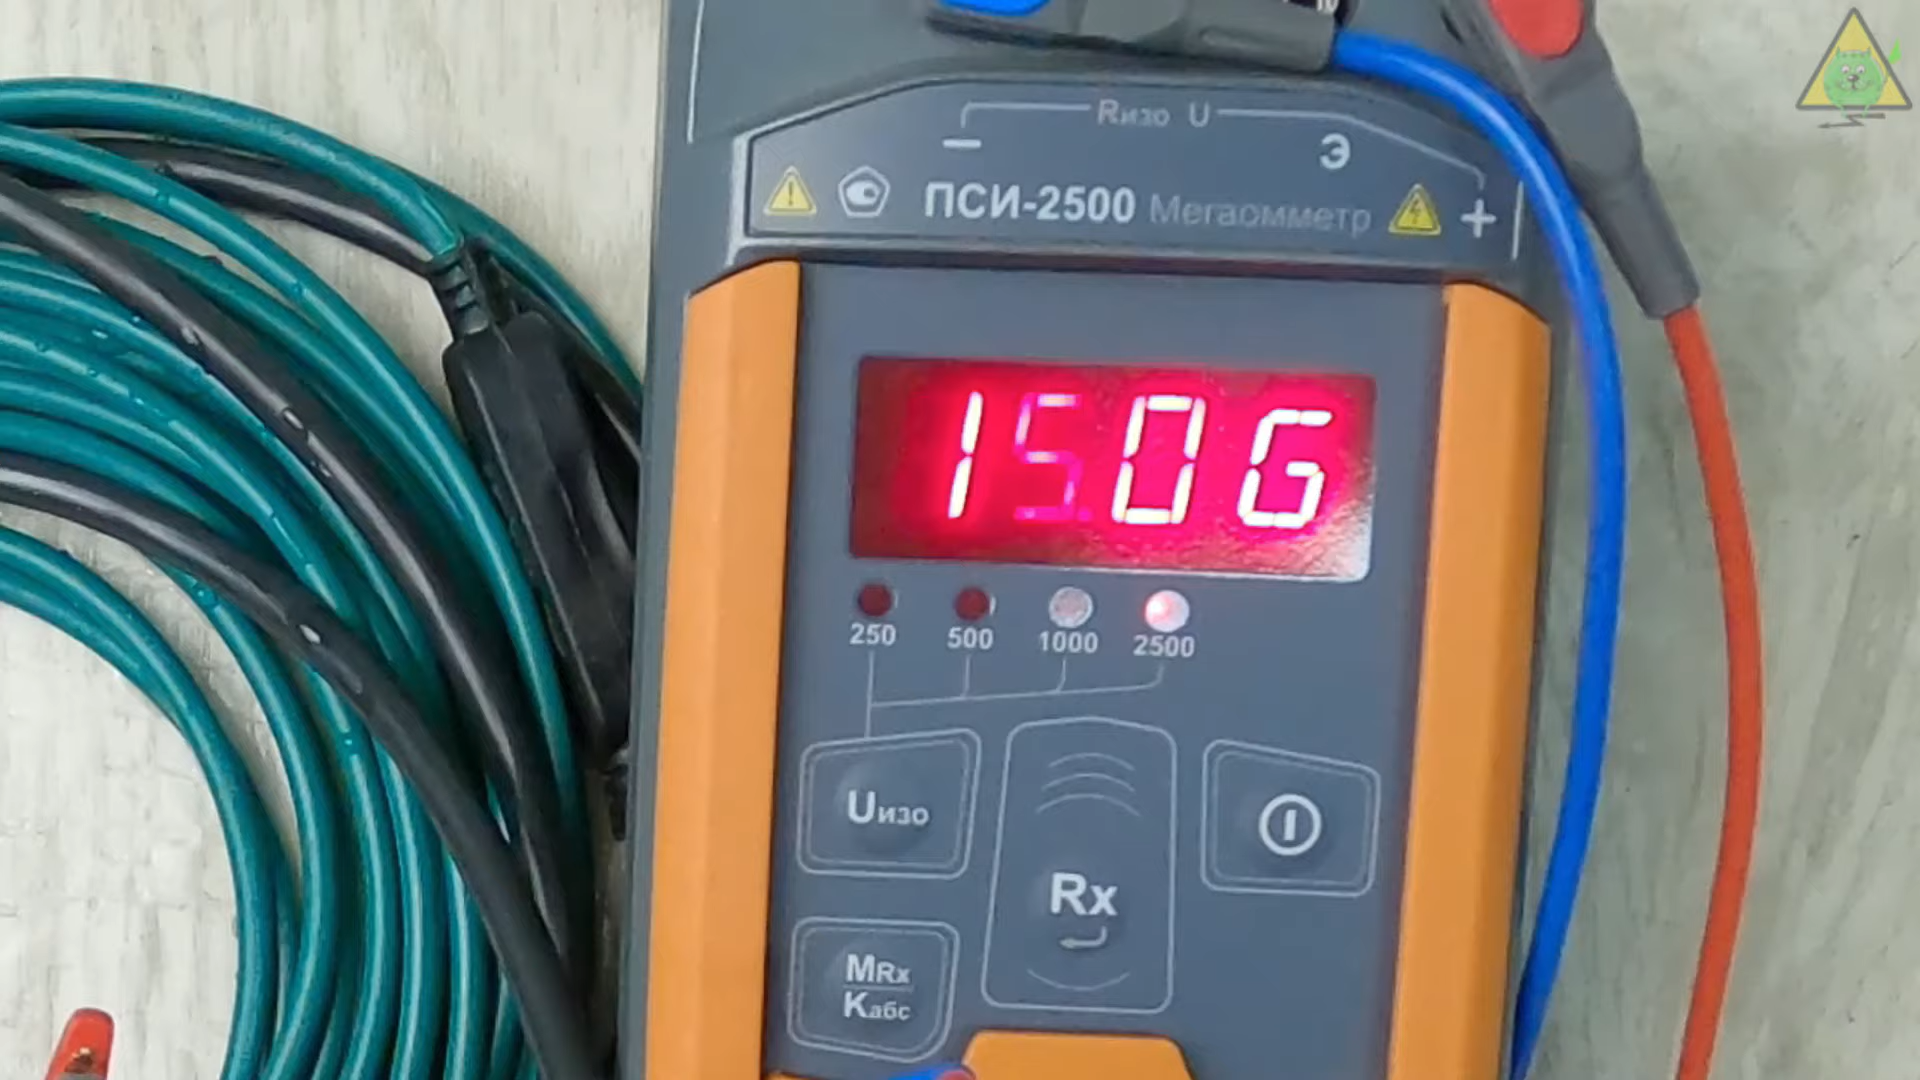 Rизо U
− Э
ПСИ-2500 Мегаомметр +
15.0G
250 500 1000 2500
Uизо
Rx
MRx
Kабс